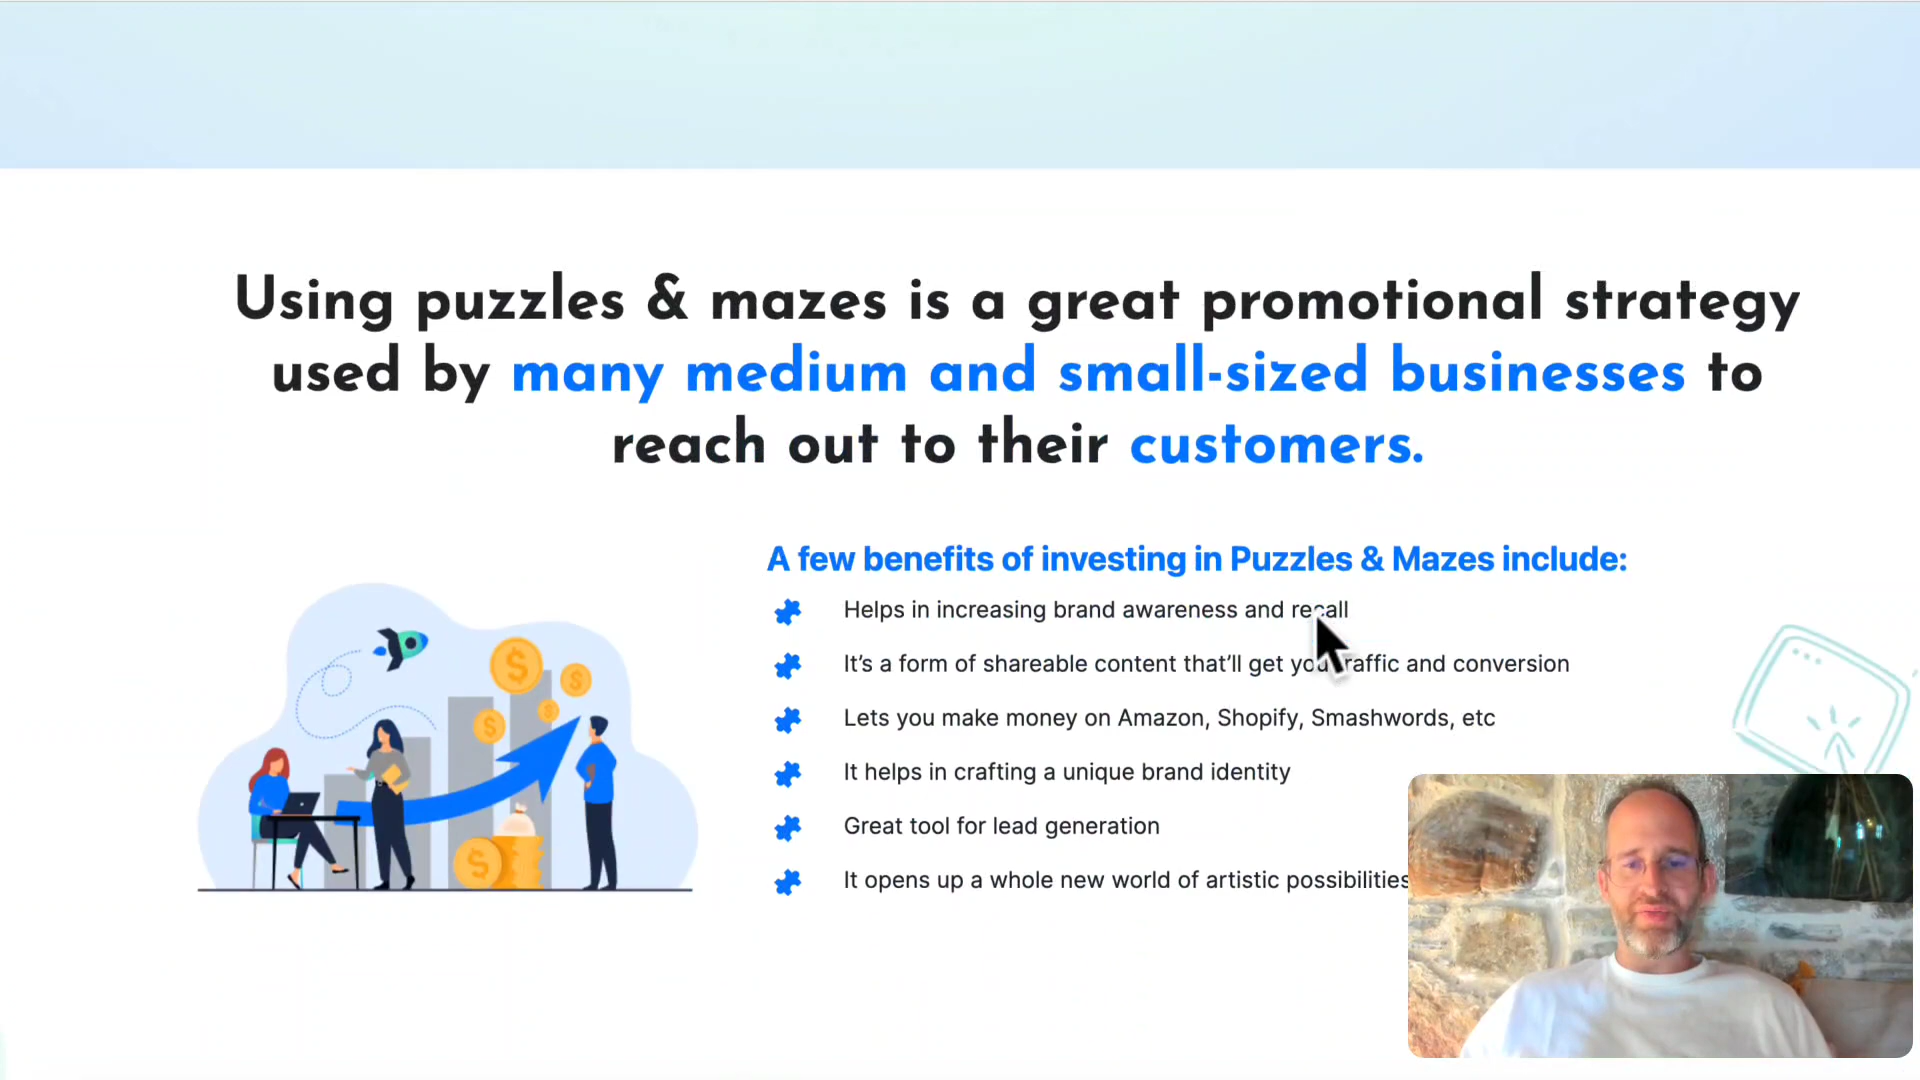 Using puzzles & mazes is a great promotional strategy
used by many medium and small-sized businesses to
reach out to their customers.
A few benefits of investing in Puzzles & Mazes include:
Helps in increasing brand awareness and recall
It's a form of shareable content that'll get you traffic and conversion
Lets you make money on Amazon, Shopify, Smashwords, etc
It helps in crafting a unique brand identity
Great tool for lead generation
It opens up a whole new world of artistic possibilities